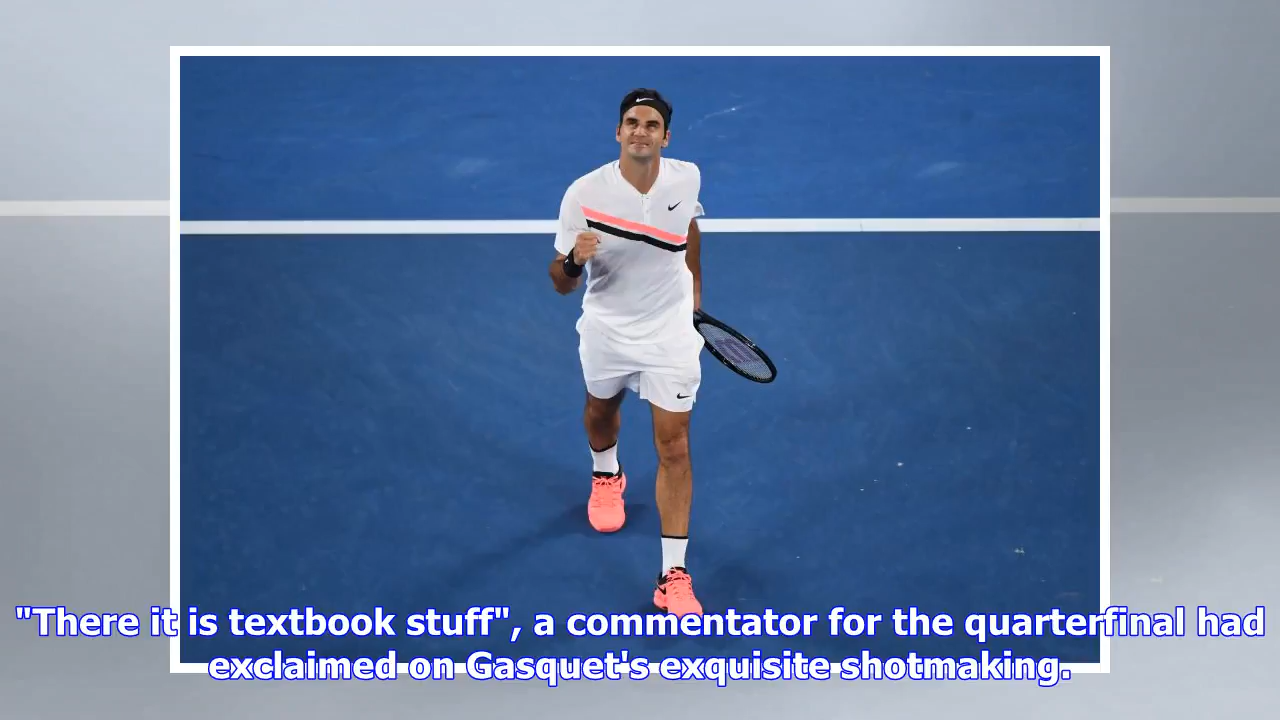 "There it is textbook stuff", a commentator for the quarterfinal had
exclaimed on Gasquet's exquisite shotmaking.